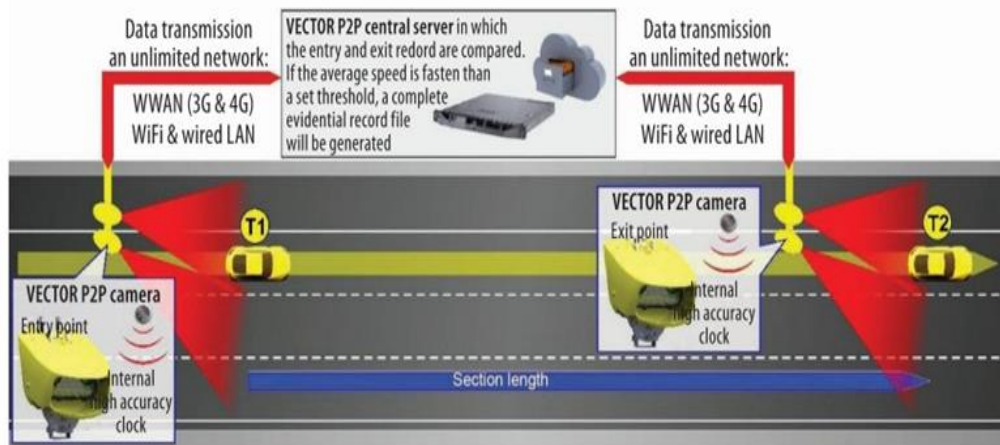 Data transmission
an unlimited network:
WWAN (3G & 4G)
WiFi & wired LAN
VECTOR P2P central server in which
the entry and exit redord are compared.
If the average speed is fasten than
a set threshold, a complete
evidential record file
will be generated
Data transmission
an unlimited network:
WWAN (3G & 4G)
WiFi & wired LAN
T1
VECTOR P2P camera
Exit point
Internal
high accuracy
clock
T2
VECTOR P2P camera
Entry point
Internal
high accuracy
clock
Section length